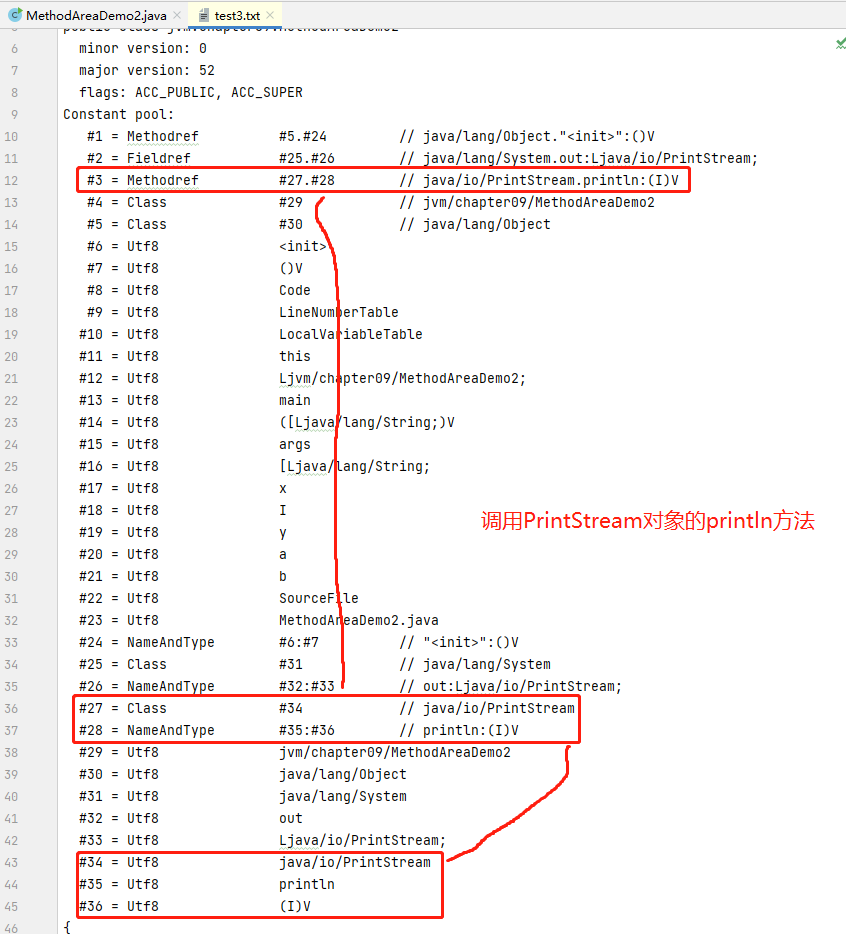 MethodAreaDemo2.java test3.txt
6 minor version: 0
7 major version: 52
8 flags: ACC_PUBLIC, ACC_SUPER
9 Constant pool:
10 #1 = Methodref #5.#24 // java/lang/Object."<init>":()V
11 #2 = Fieldref #25.#26 // java/lang/System.out:Ljava/io/PrintStream;
12 #3 = Methodref #27.#28 // java/io/PrintStream.println:(I)V
13 #4 = Class #29 // jvm/chapter09/MethodAreaDemo2
14 #5 = Class #30 // java/lang/Object
15 #6 = Utf8 <init>
16 #7 = Utf8 ()V
17 #8 = Utf8 Code
18 #9 = Utf8 LineNumberTable
19 #10 = Utf8 LocalVariableTable
20 #11 = Utf8 this
21 #12 = Utf8 Ljvm/chapter09/MethodAreaDemo2;
22 #13 = Utf8 main
23 #14 = Utf8 ([Ljava/lang/String;)V
24 #15 = Utf8 args
25 #16 = Utf8 [Ljava/lang/String;
26 #17 = Utf8 x
27 #18 = Utf8 I
28 #19 = Utf8 y
29 #20 = Utf8 a
30 #21 = Utf8 b
31 #22 = Utf8 SourceFile
32 #23 = Utf8 MethodAreaDemo2.java
33 #24 = NameAndType #6:#7 // "<init>":()V
34 #25 = Class #31 // java/lang/System
35 #26 = NameAndType #32:#33 // out:Ljava/io/PrintStream;
36 #27 = Class #34 // java/io/PrintStream
37 #28 = NameAndType #35:#36 // println:(I)V
38 #29 = Utf8 jvm/chapter09/MethodAreaDemo2
39 #30 = Utf8 java/lang/Object
40 #31 = Utf8 java/lang/System
41 #32 = Utf8 out
42 #33 = Utf8 Ljava/io/PrintStream;
43 #34 = Utf8 java/io/PrintStream
44 #35 = Utf8 println
45 #36 = Utf8 (I)V
46 {
调用PrintStream对象的println方法